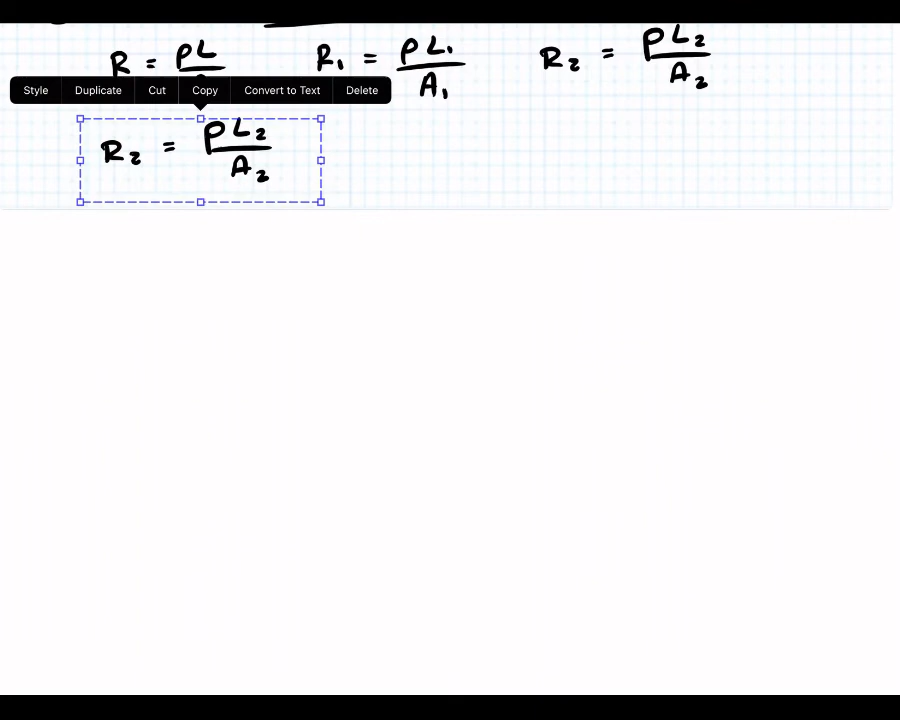 R = ρL R₁ = ρL₁/A₁ R₂ = ρL₂/A₂
Style Duplicate Cut Copy Convert to Text Delete
R₂ = ρL₂/A₂